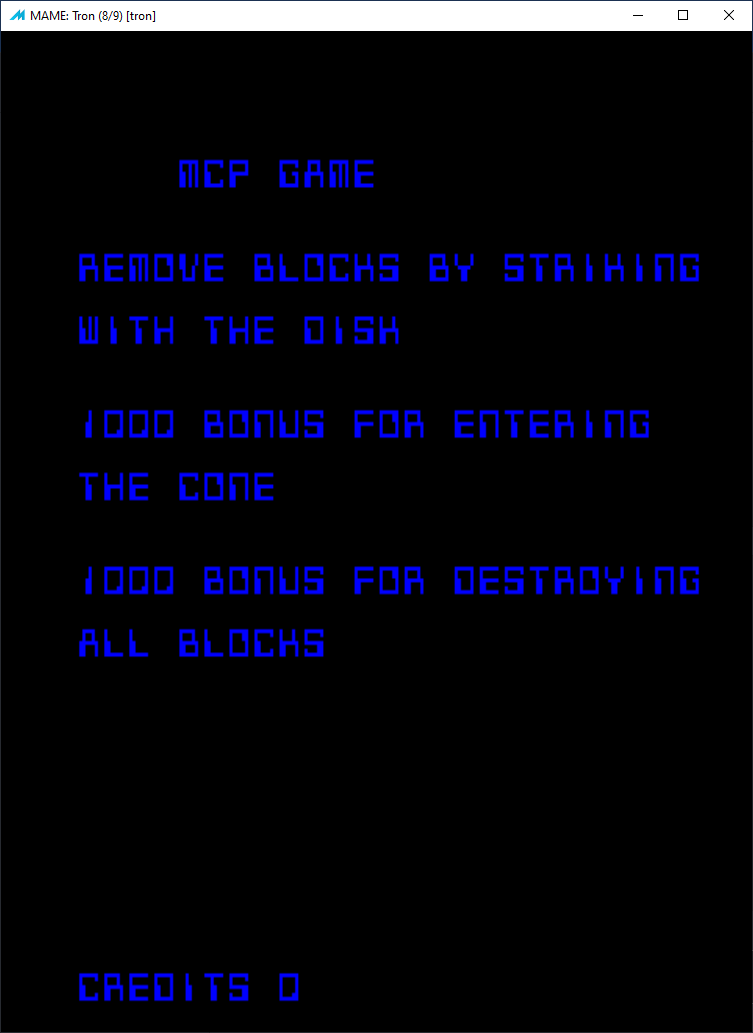 MAME: Tron (8/9) [tron]
MCP GAME
REMOVE BLOCKS BY STRIKING
WITH THE DISK
1000 BONUS FOR ENTERING
THE CONE
1000 BONUS FOR DESTROYING
ALL BLOCKS
CREDITS 0